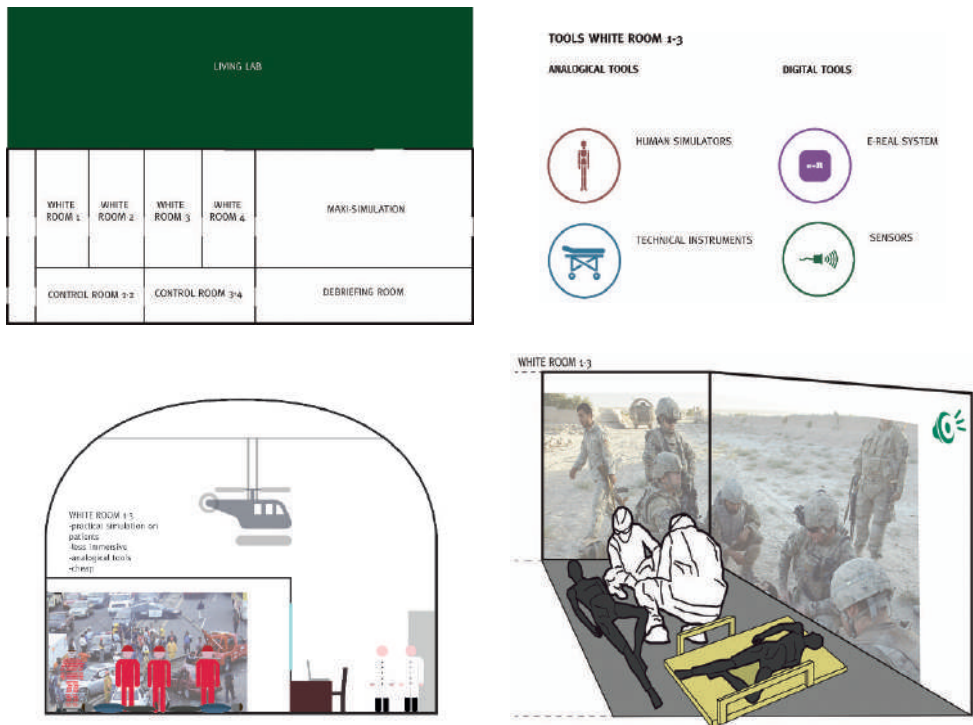 LIVING LAB
WHITE
ROOM 1
WHITE
ROOM 2
WHITE
ROOM 3
WHITE
ROOM 4
MAXI-SIMULATION
CONTROL ROOM 1-2
CONTROL ROOM 3-4
DEBRIEFING ROOM
TOOLS WHITE ROOM 1-3
ANALOGICAL TOOLS
DIGITAL TOOLS
HUMAN SIMULATORS
e-R
E-REAL SYSTEM
TECHNICAL INSTRUMENTS
SENSORS
WHITE ROOM 1-3
-practical simulation on
patients
-less immersive
-analogical tools
-cheap
WHITE ROOM 1-3